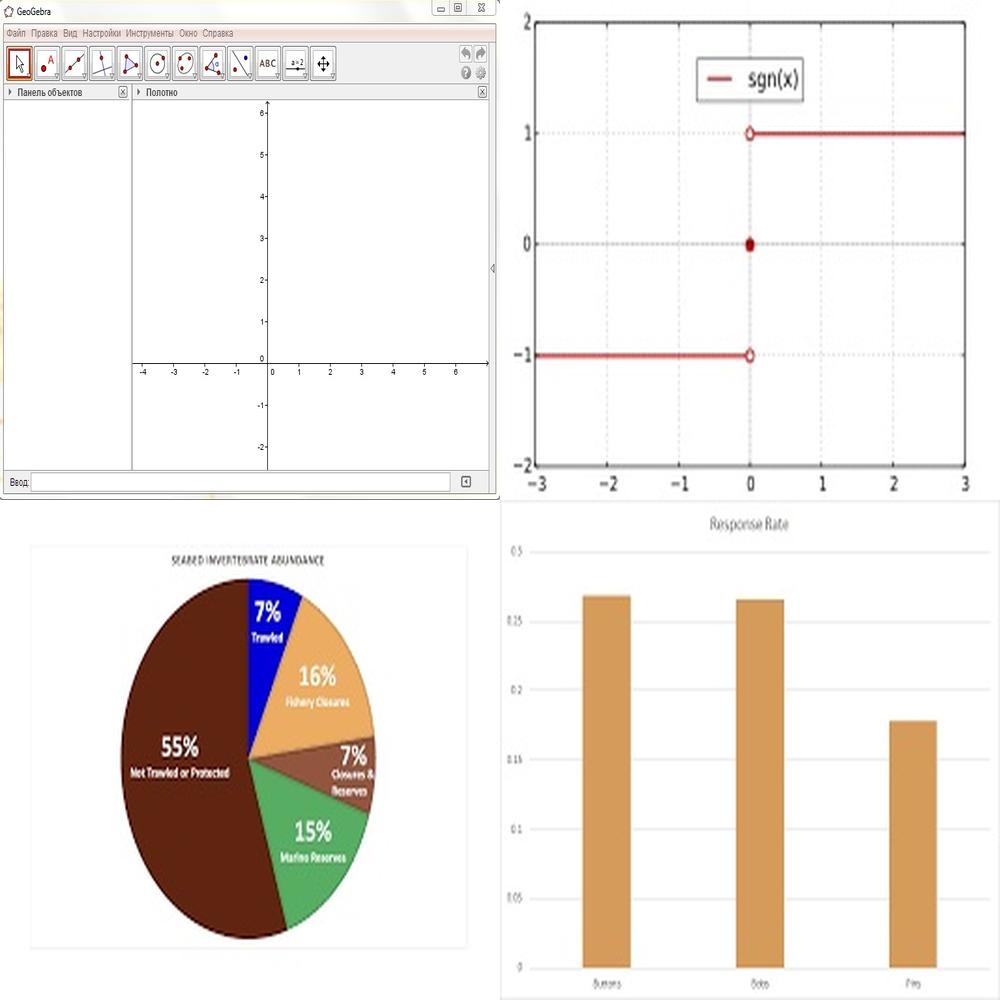 GeoGebra
Файл Правка Вид Настройки Инструменты Окно Справка
A α ABC a=2
Панель объектов
Полотно
6
5
4
3
2
1
0
-4 -3 -2 -1 0 1 2 3 4 5 6
-1
-2
Ввод:
2
sgn(x)
1
0
−1
−2
−3 −2 −1 0 1 2 3
SEABED INVERTEBRATE ABUNDANCE
7%
Trawled
16%
Fishery Closures
55%
Not Trawled or Protected
7%
Closures &
Reserves
15%
Marine Reserves
Response Rate
0.3
0.25
0.2
0.15
0.1
0.05
0
Buttons
Pins